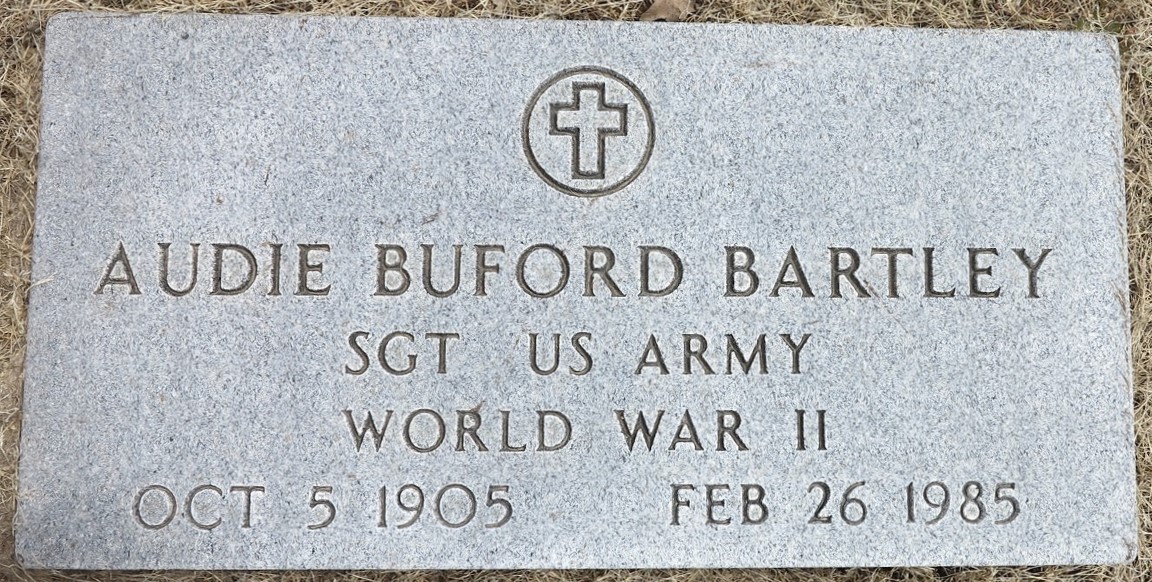 AUDIE BUFORD BARTLEY
SGT US ARMY
WORLD WAR II
OCT 5 1905 FEB 26 1985